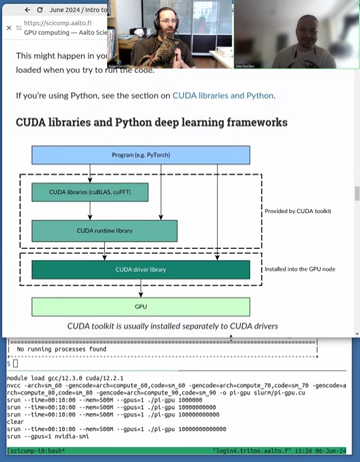 June 2024 / Intro to
https://scicomp.aalto.fi
GPU computing — Aalto Scie
This might happen in you
loaded when you try to run the code.
If you're using Python, see the section on CUDA libraries and Python.
CUDA libraries and Python deep learning frameworks
Program (e.g. PyTorch)
CUDA libraries (cuBLAS, cuFFT)
Provided by CUDA toolkit
CUDA runtime library
CUDA driver library
Installed into the GPU node
GPU
CUDA toolkit is usually installed separately to CUDA drivers
| No running processes found
module load gcc/12.3.0 cuda/12.2.1
nvcc -arch=sm_60 -gencode=arch=compute_60,code=sm_60 -gencode=arch=compute_70,code=sm_70 -gencode=a
rch=compute_80,code=sm_80 -gencode=arch=compute_90,code=sm_90 -o pi-gpu slurm/pi-gpu.cu
srun --time=00:10:00 --mem=500M --gpus=1 ./pi-gpu 1000000
srun --time=00:10:00 --mem=500M --gpus=1 ./pi-gpu
srun --time=00:10:00 --mem=500M --gpus=1 ./pi-gpu
clear
srun --time=00:10:00 --mem=500M --gpus=1 ./pi-gpu
srun --gpus=1 nvidia-smi
"login4.triton.aalto.f" 15:26 06-Jun-24